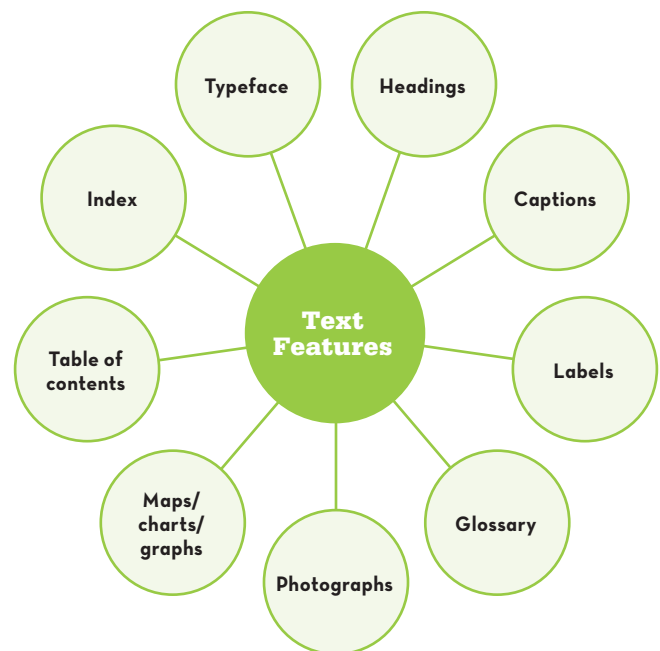 Typeface
Headings
Index
Captions
Text
Features
Table of
contents
Labels
Maps/
charts/
graphs
Glossary
Photographs